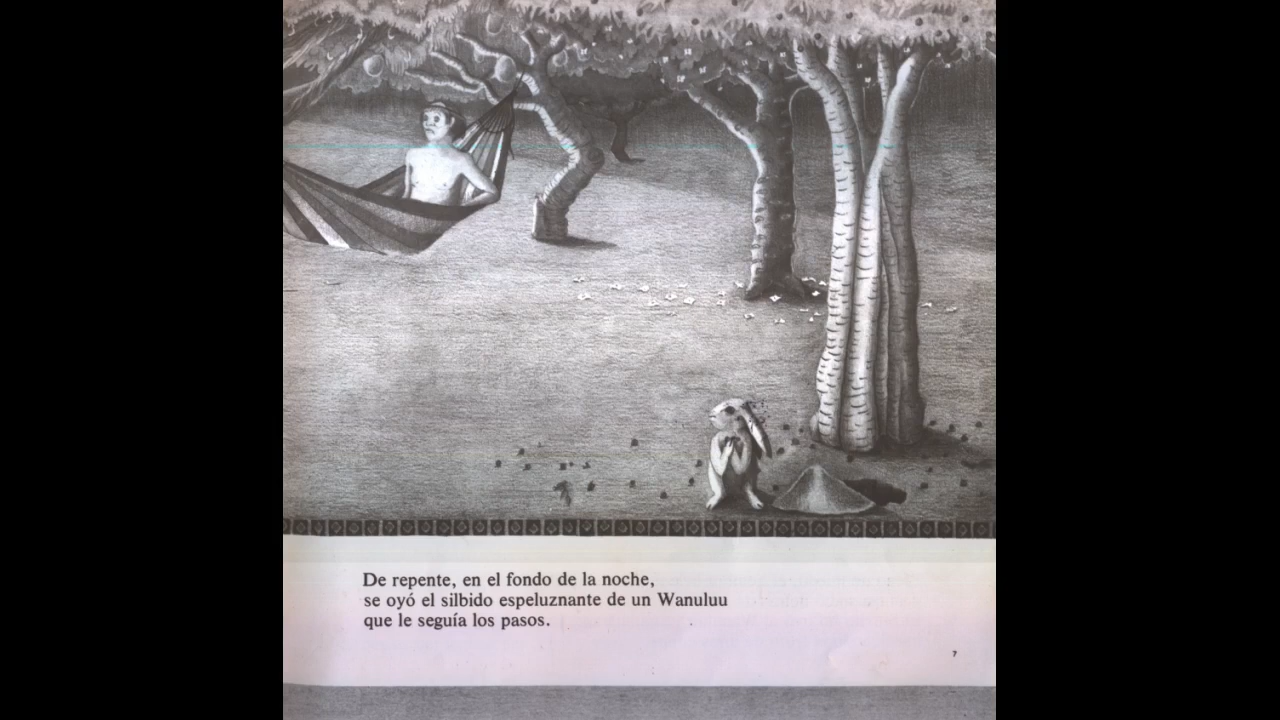 De repente, en el fondo de la noche,
se oyó el silbido espeluznante de un Wanuluu
que le seguía los pasos.
7